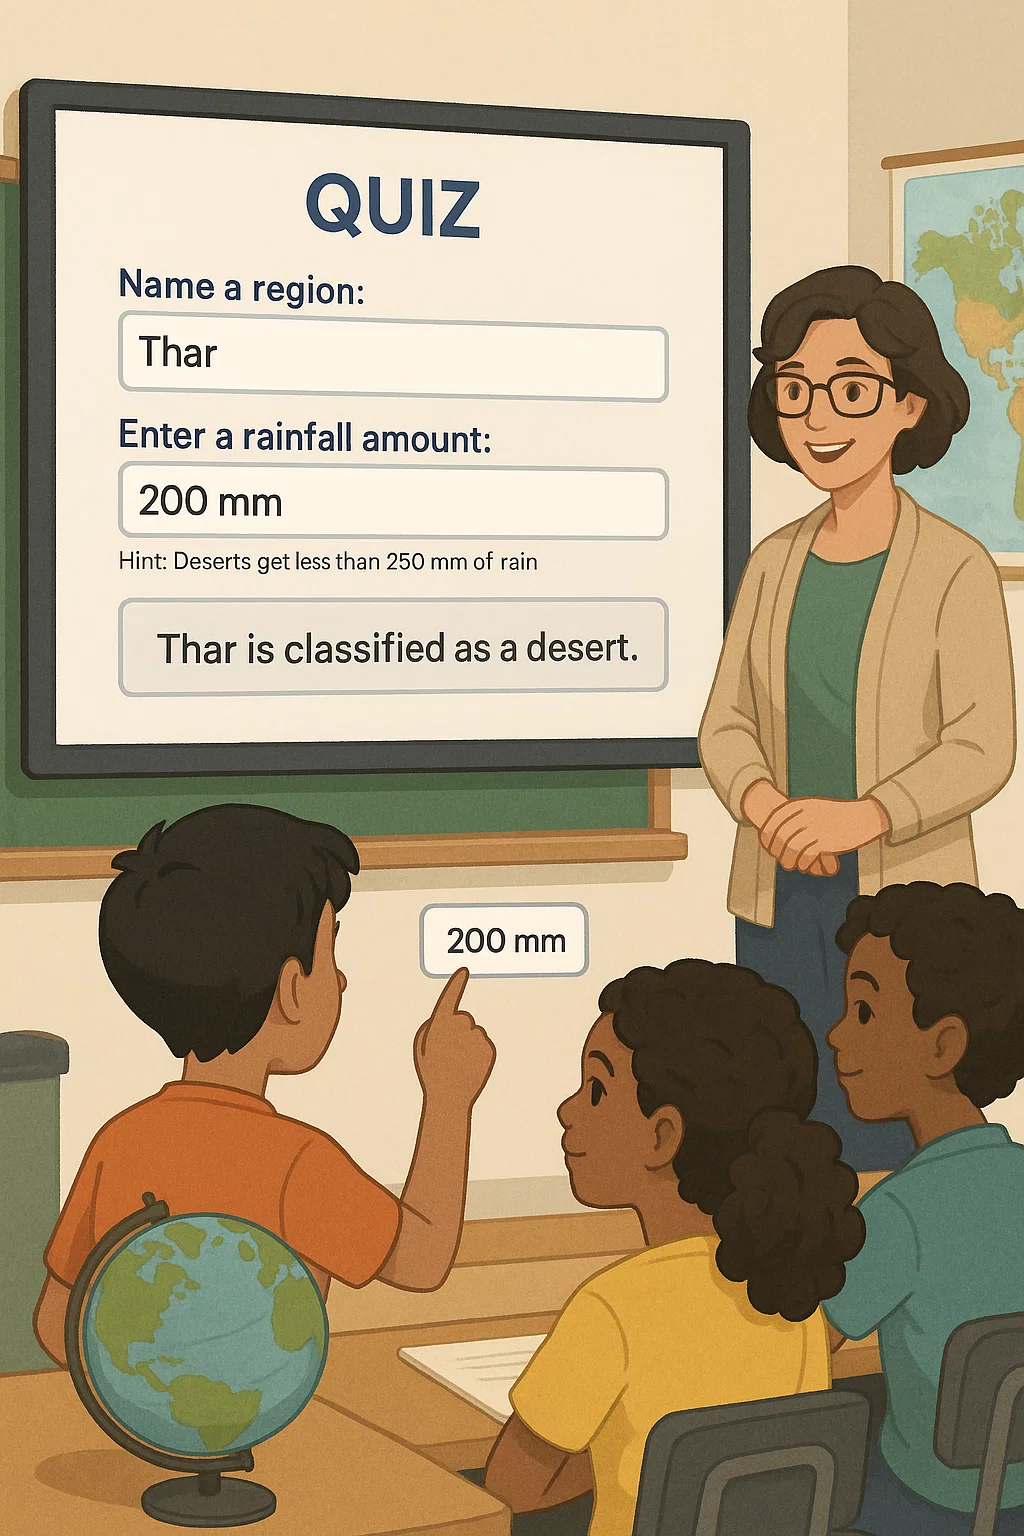 QUIZ
Name a region:
Thar
Enter a rainfall amount:
200 mm
Hint: Deserts get less than 250 mm of rain
Thar is classified as a desert.
200 mm